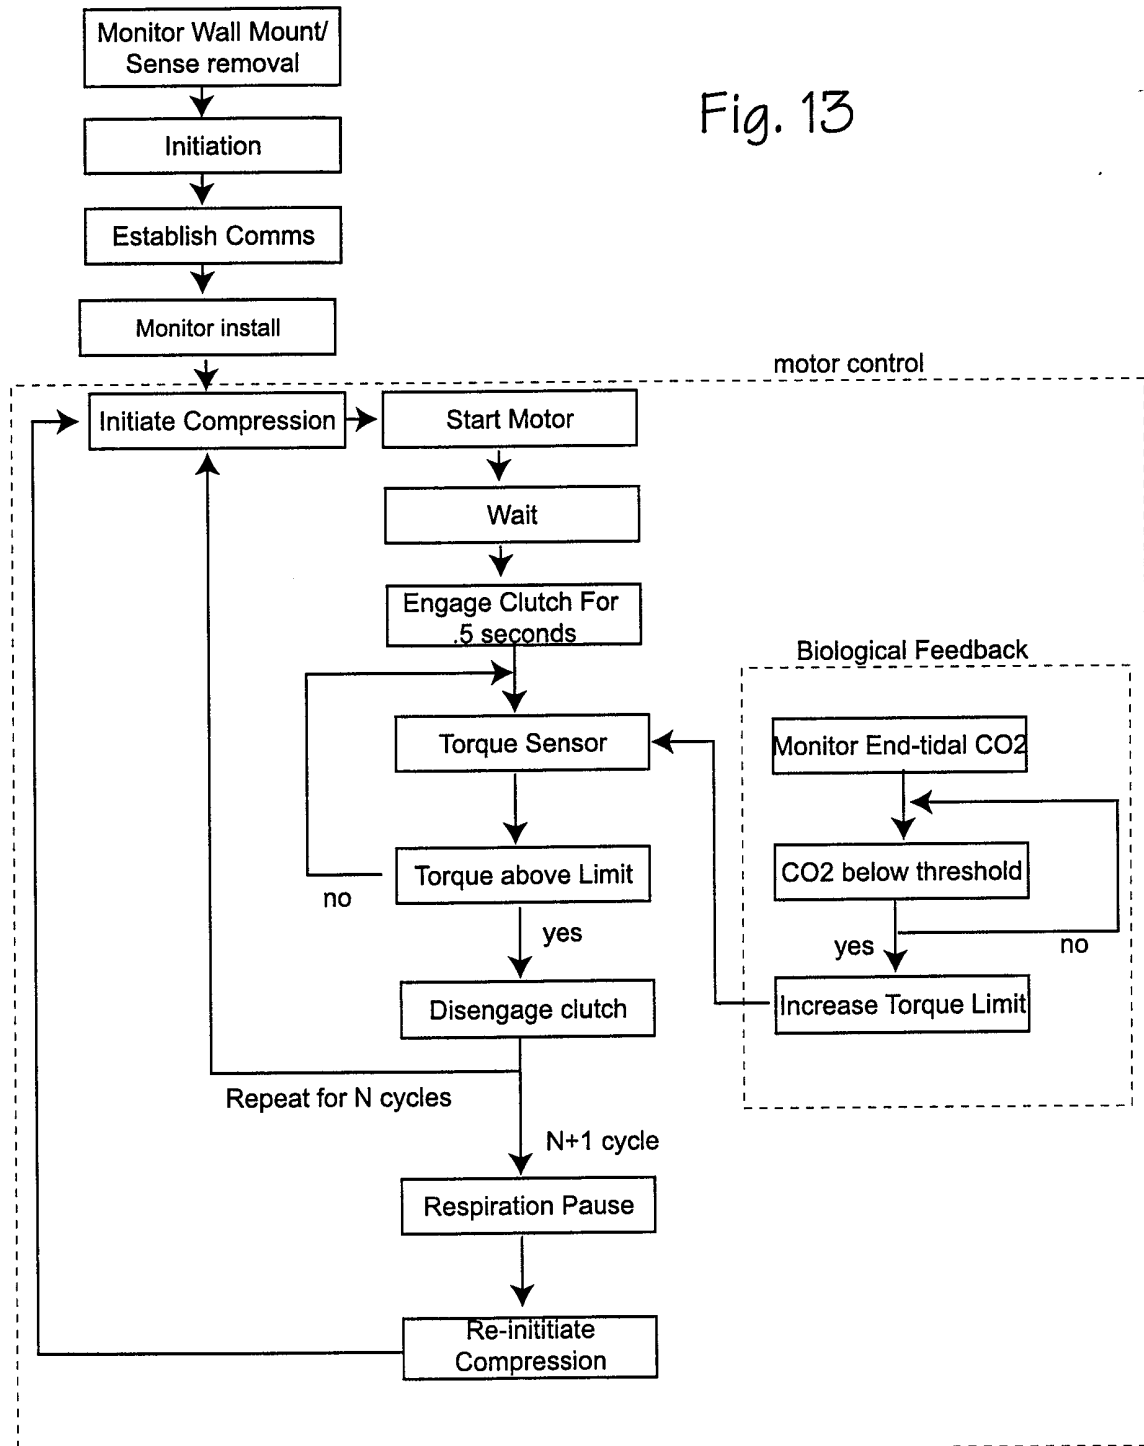 Monitor Wall Mount/
Sense removal
Fig. 13
Initiation
Establish Comms
Monitor install
motor control
Initiate Compression
Start Motor
Wait
Engage Clutch For
.5 seconds
Biological Feedback
Torque Sensor
Monitor End-tidal CO2
Torque above Limit
CO2 below threshold
no
yes
yes
no
Disengage clutch
Increase Torque Limit
Repeat for N cycles
N+1 cycle
Respiration Pause
Re-inititiate
Compression